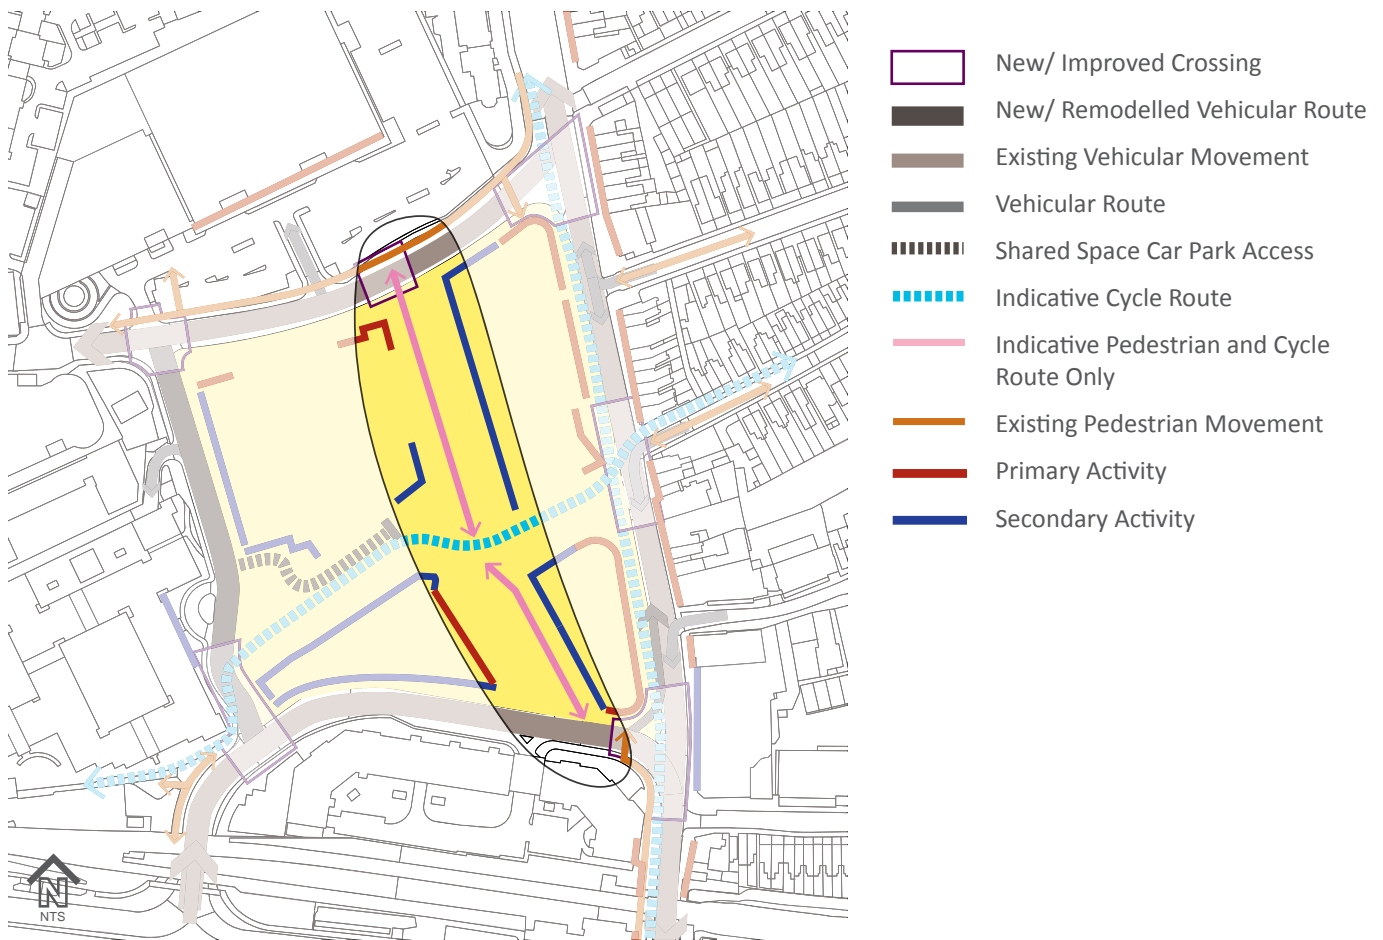 New/ Improved Crossing
New/ Remodelled Vehicular Route
Existing Vehicular Movement
Vehicular Route
Shared Space Car Park Access
Indicative Cycle Route
Indicative Pedestrian and Cycle
Route Only
Existing Pedestrian Movement
Primary Activity
Secondary Activity
N
NTS